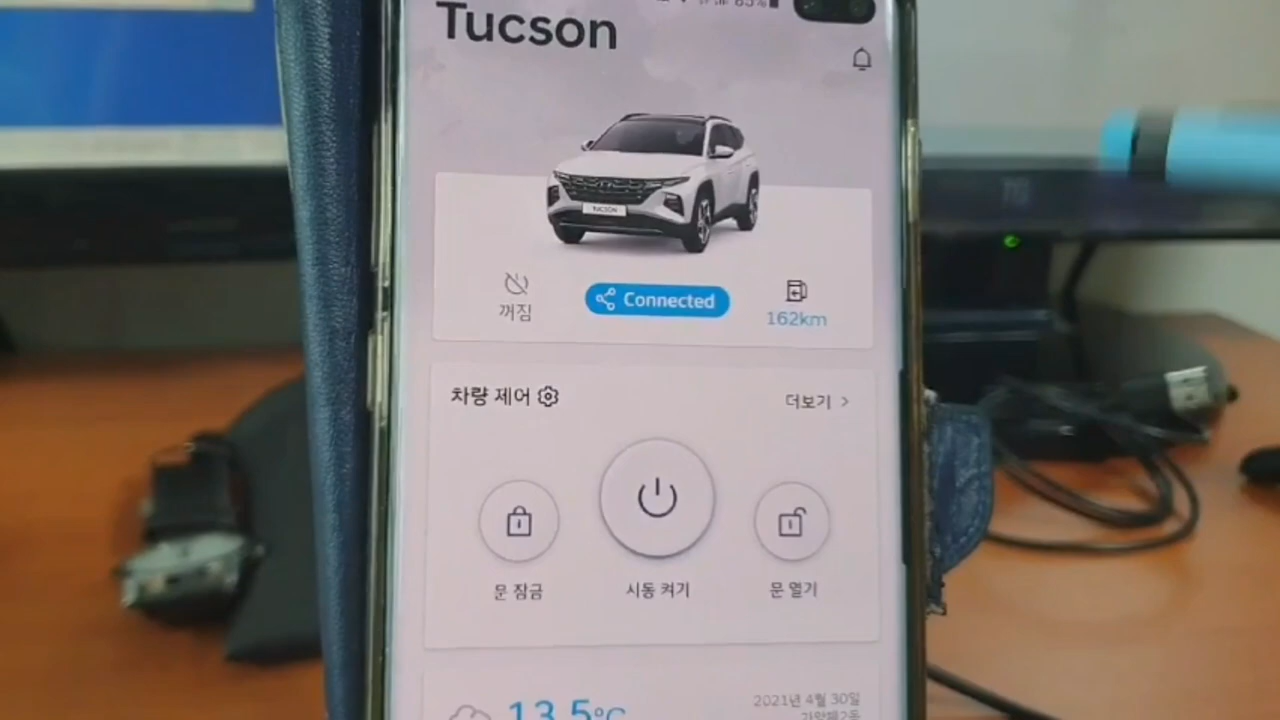 Tucson
TUCSON
꺼짐
Connected
162km
차량 제어
더보기 >
문 잠금
시동 켜기
문 열기
13.5°C
2021년 4월 30일